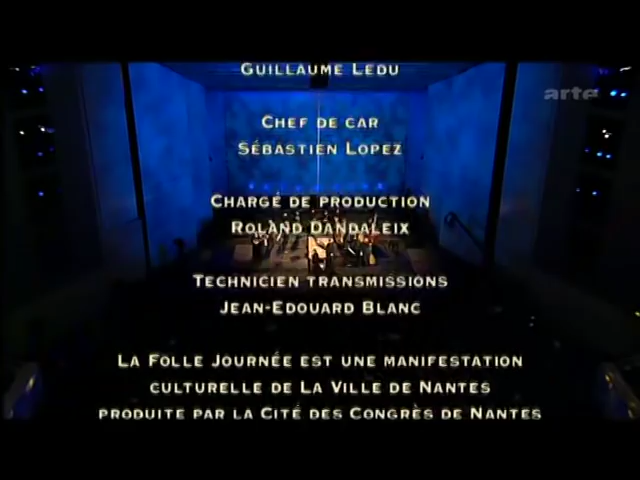 arte
GUILLAUME LEDU
CHEF DE CAR
SÉBASTIEN LOPEZ
CHARGÉ DE PRODUCTION
ROLAND DANDALEIX
TECHNICIEN TRANSMISSIONS
JEAN-EDOUARD BLANC
LA FOLLE JOURNÉE EST UNE MANIFESTATION
CULTURELLE DE LA VILLE DE NANTES
PRODUITE PAR LA CITÉ DES CONGRÈS DE NANTES